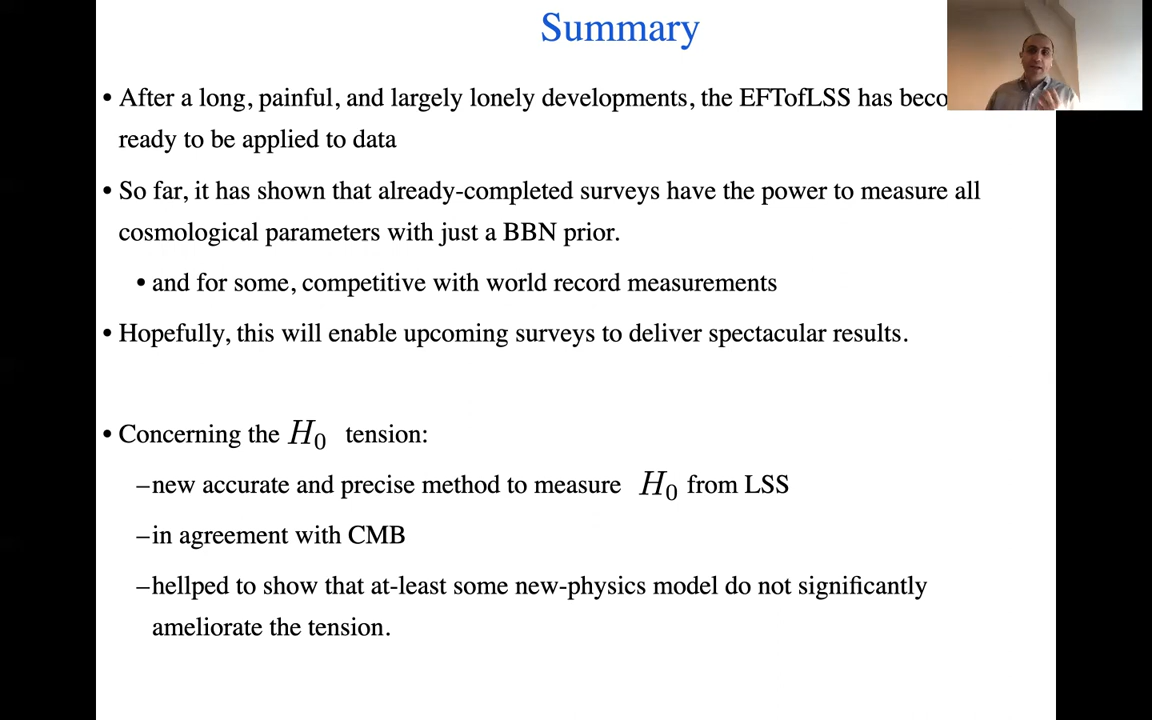 Summary
• After a long, painful, and largely lonely developments, the EFTofLSS has beco
ready to be applied to data
• So far, it has shown that already-completed surveys have the power to measure all
cosmological parameters with just a BBN prior.
• and for some, competitive with world record measurements
• Hopefully, this will enable upcoming surveys to deliver spectacular results.
• Concerning the H₀ tension:
–new accurate and precise method to measure H₀ from LSS
–in agreement with CMB
–hellped to show that at-least some new-physics model do not significantly
ameliorate the tension.